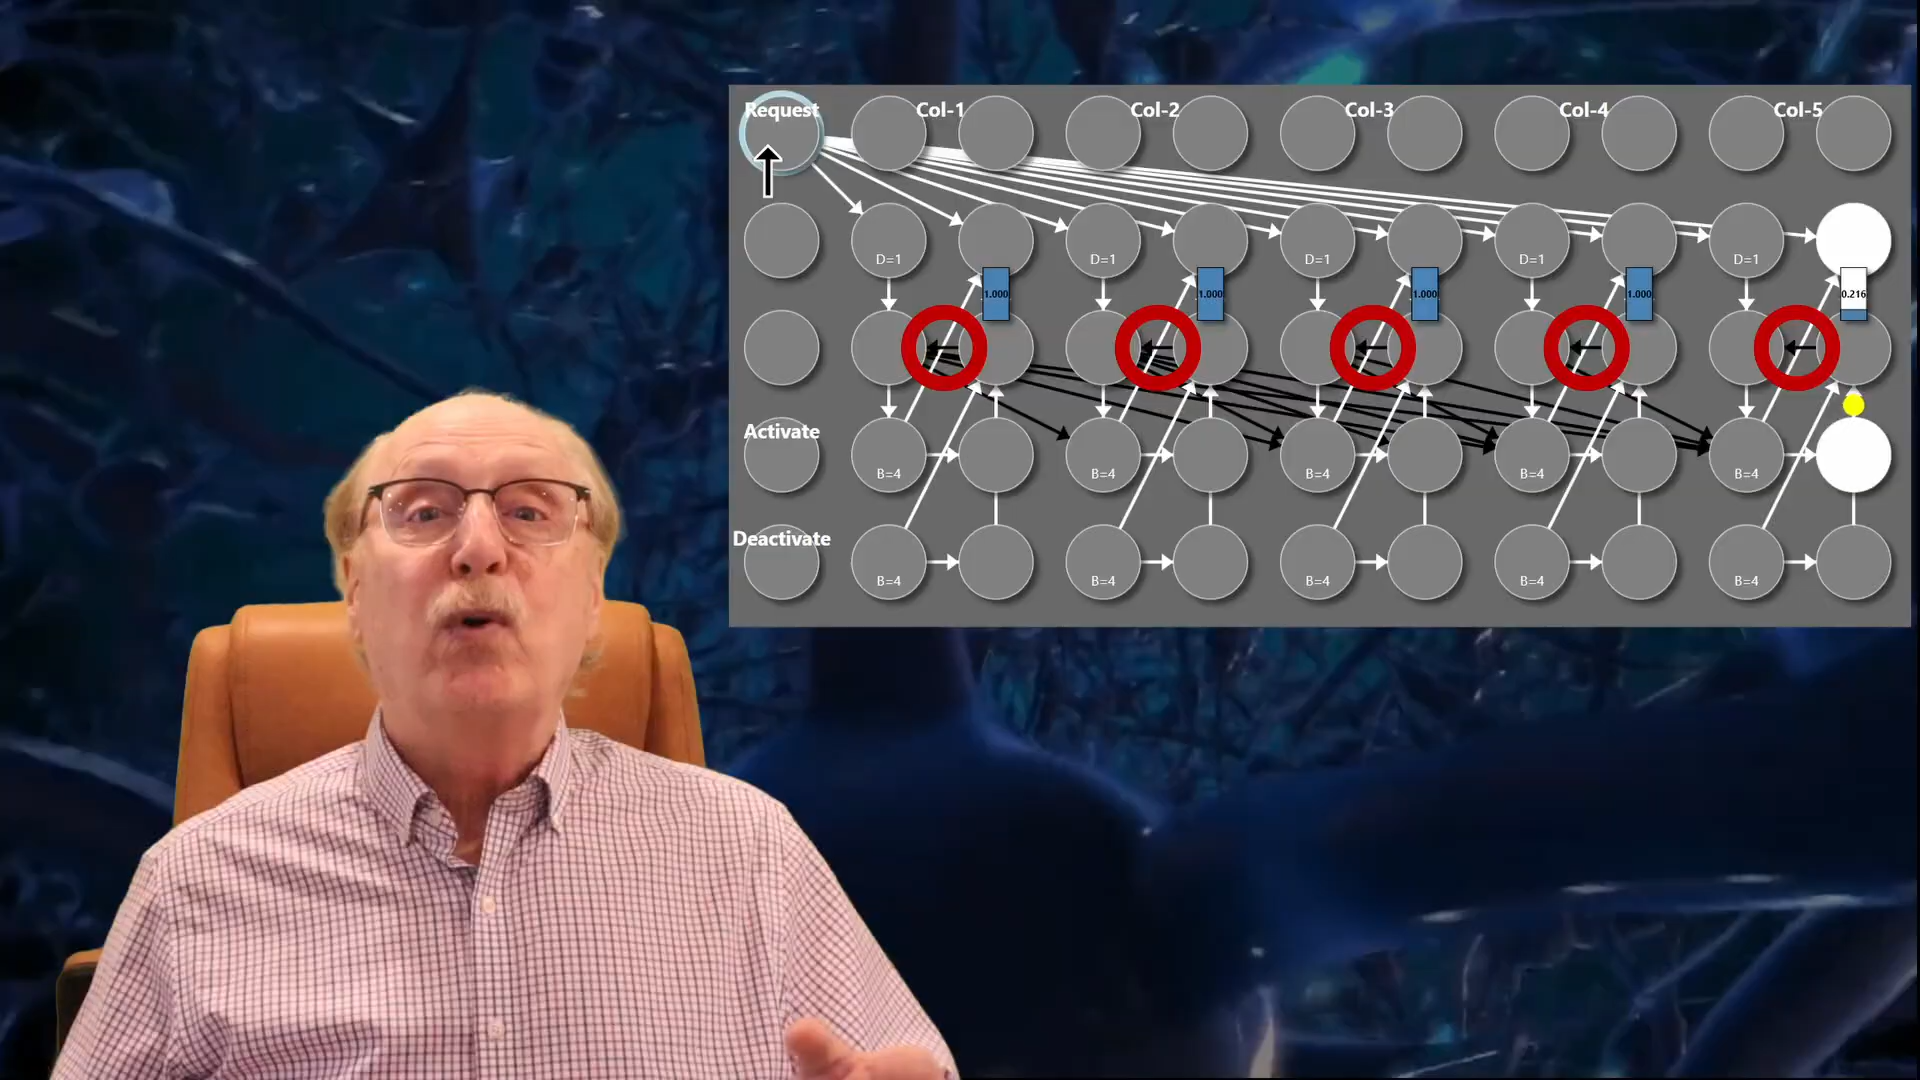 Request Col-1 Col-2 Col-3 Col-4 Col-5
D=1 D=1 D=1 D=1 D=1
1.000 1.000 1.000 1.000 0.216
Activate
B=4 B=4 B=4 B=4 B=4
Deactivate
B=4 B=4 B=4 B=4 B=4